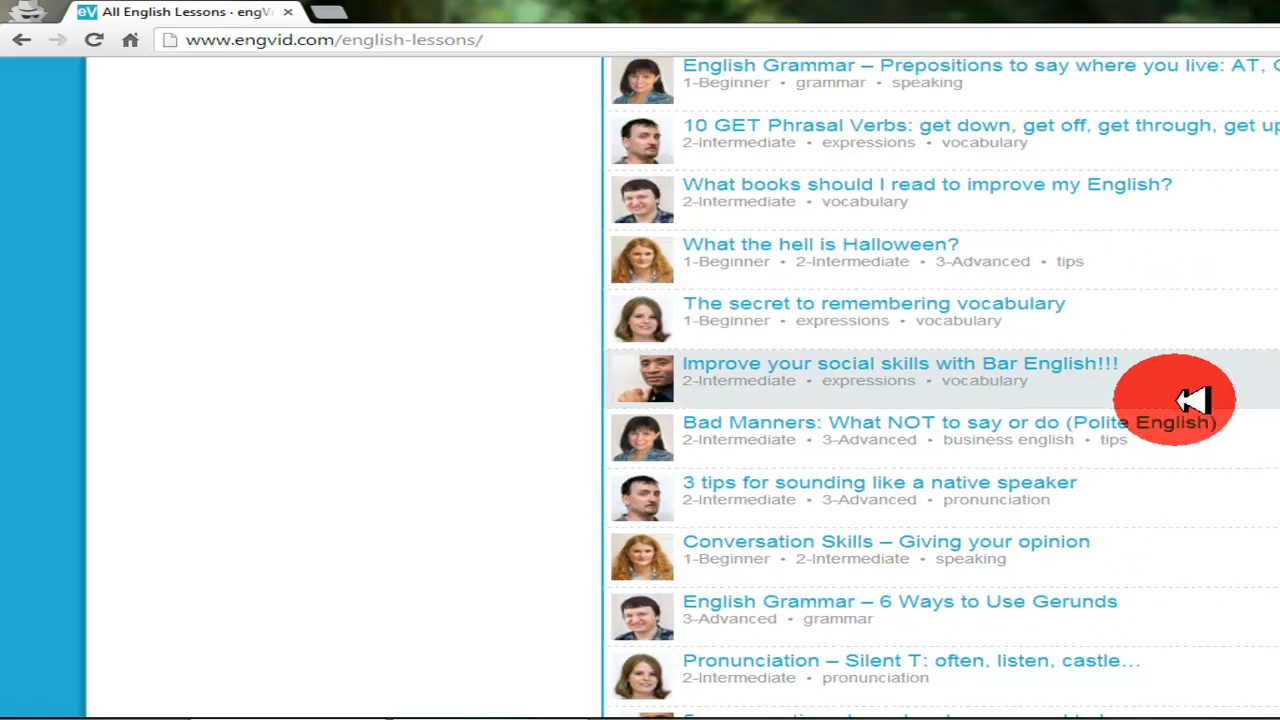 eV All English Lessons · engVi
www.engvid.com/english-lessons/
English Grammar – Prepositions to say where you live: AT,
1-Beginner • grammar • speaking
10 GET Phrasal Verbs: get down, get off, get through, get up
2-Intermediate • expressions • vocabulary
What books should I read to improve my English?
2-Intermediate • vocabulary
What the hell is Halloween?
1-Beginner • 2-Intermediate • 3-Advanced • tips
The secret to remembering vocabulary
1-Beginner • expressions • vocabulary
Improve your social skills with Bar English!!!
2-Intermediate • expressions • vocabulary
Bad Manners: What NOT to say or do (Polite English)
2-Intermediate • 3-Advanced • business english • tips
3 tips for sounding like a native speaker
2-Intermediate • 3-Advanced • pronunciation
Conversation Skills – Giving your opinion
1-Beginner • 2-Intermediate • speaking
English Grammar – 6 Ways to Use Gerunds
3-Advanced • grammar
Pronunciation – Silent T: often, listen, castle…
2-Intermediate • pronunciation